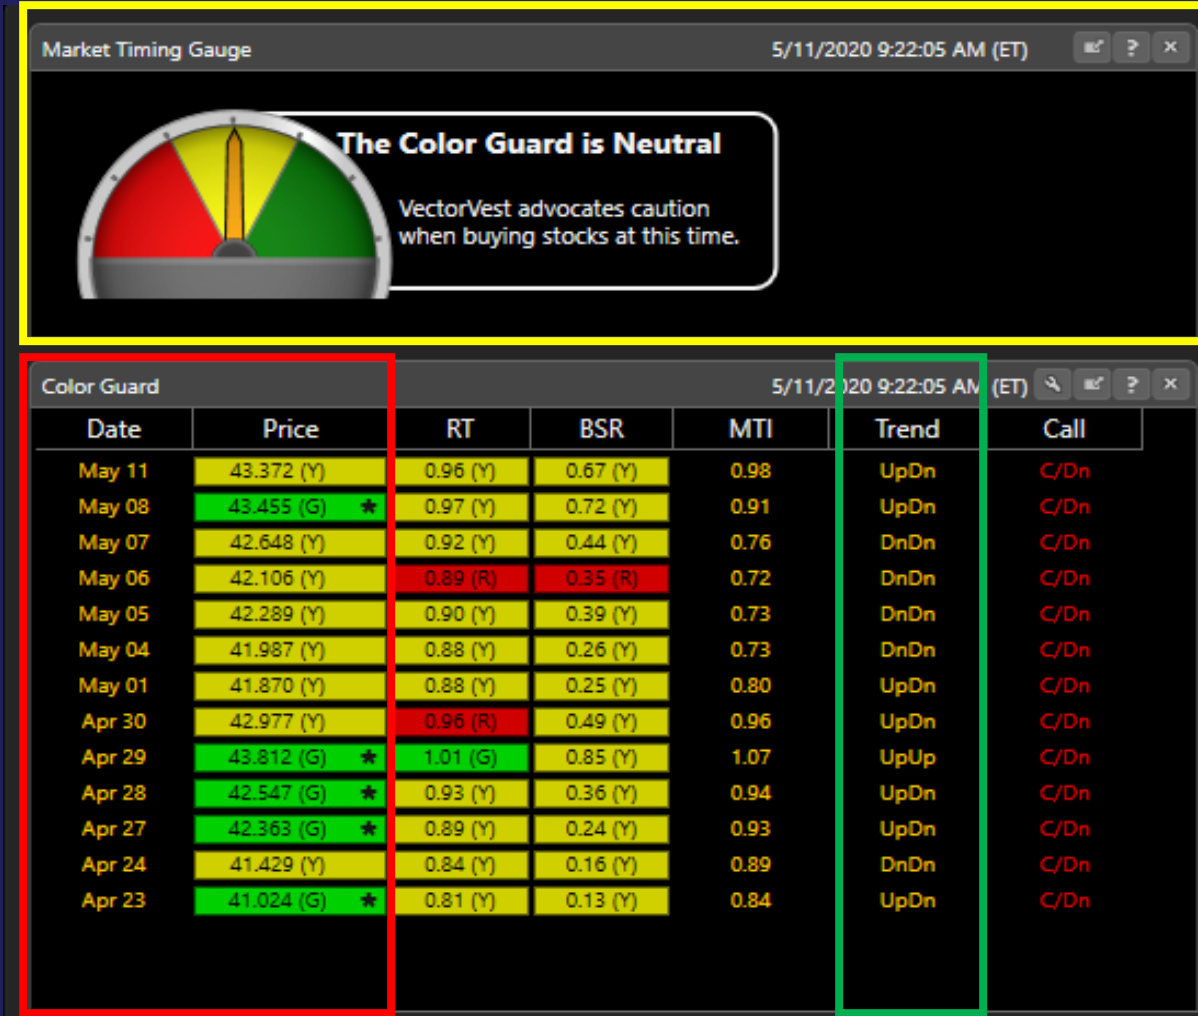 Market Timing Gauge 5/11/2020 9:22:05 AM (ET) ? ×
The Color Guard is Neutral
VectorVest advocates caution
when buying stocks at this time.
Color Guard 5/11/2020 9:22:05 AM (ET) ? ×
Date Price RT BSR MTI Trend Call
May 11 43.372 (Y) 0.96 (Y) 0.67 (Y) 0.98 UpDn C/Dn
May 08 43.455 (G) * 0.97 (Y) 0.72 (Y) 0.91 UpDn C/Dn
May 07 42.648 (Y) 0.92 (Y) 0.44 (Y) 0.76 DnDn C/Dn
May 06 42.106 (Y) 0.89 (R) 0.35 (R) 0.72 DnDn C/Dn
May 05 42.289 (Y) 0.90 (Y) 0.39 (Y) 0.73 DnDn C/Dn
May 04 41.987 (Y) 0.88 (Y) 0.26 (Y) 0.73 DnDn C/Dn
May 01 41.870 (Y) 0.88 (Y) 0.25 (Y) 0.80 UpDn C/Dn
Apr 30 42.977 (Y) 0.96 (R) 0.49 (Y) 0.96 UpDn C/Dn
Apr 29 43.812 (G) * 1.01 (G) 0.85 (Y) 1.07 UpUp C/Dn
Apr 28 42.547 (G) * 0.93 (Y) 0.36 (Y) 0.94 UpDn C/Dn
Apr 27 42.363 (G) * 0.89 (Y) 0.24 (Y) 0.93 UpDn C/Dn
Apr 24 41.429 (Y) 0.84 (Y) 0.16 (Y) 0.89 DnDn C/Dn
Apr 23 41.024 (G) * 0.81 (Y) 0.13 (Y) 0.84 UpDn C/Dn